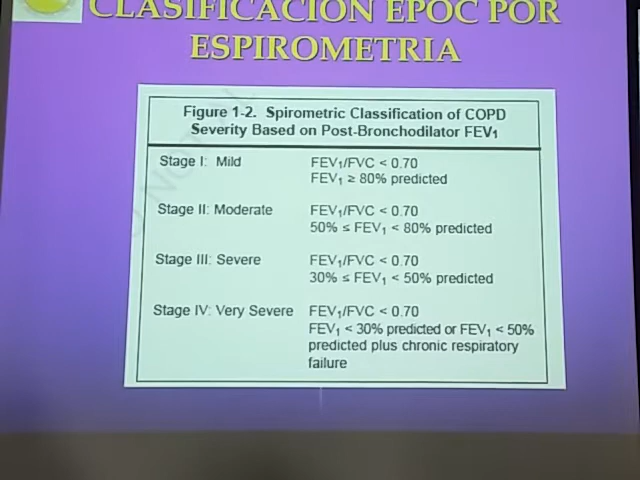 CLASIFICACION EPOC POR
ESPIROMETRIA
Figure 1-2. Spirometric Classification of COPD
Severity Based on Post-Bronchodilator FEV₁
Stage I: Mild FEV₁/FVC < 0.70
FEV₁ ≥ 80% predicted
Stage II: Moderate FEV₁/FVC < 0.70
50% ≤ FEV₁ < 80% predicted
Stage III: Severe FEV₁/FVC < 0.70
30% ≤ FEV₁ < 50% predicted
Stage IV: Very Severe FEV₁/FVC < 0.70
FEV₁ < 30% predicted or FEV₁ < 50%
predicted plus chronic respiratory
failure